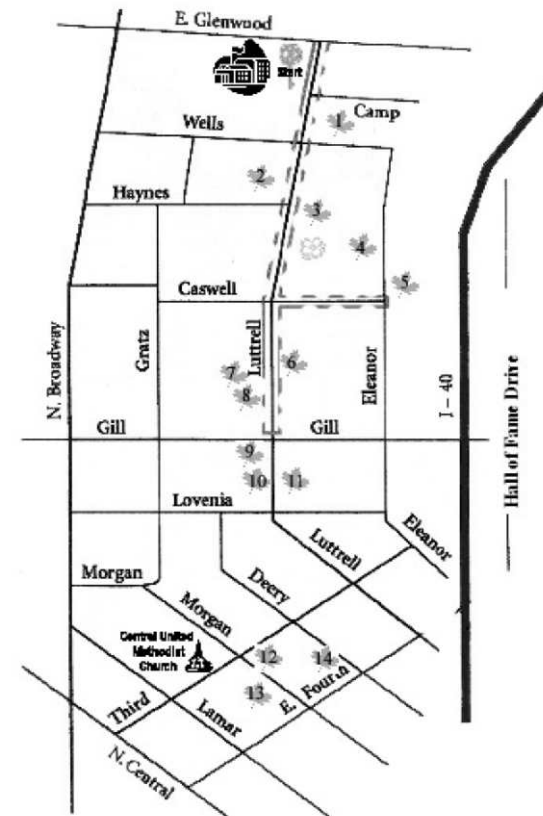 E. Glenwood
Start
Camp
1
Wells
2
Haynes
3
4
5
Caswell
N. Broadway
Gratz
Luttrell
Eleanor
I – 40
Hall of Fame Drive
6
7
8
Gill
Gill
9
10
11
Lovenia
Eleanor
Luttrell
Morgan
Deery
Morgan
Central United
Methodist
Church
12
14
13
E. Fourth
Third
Lamar
N. Central